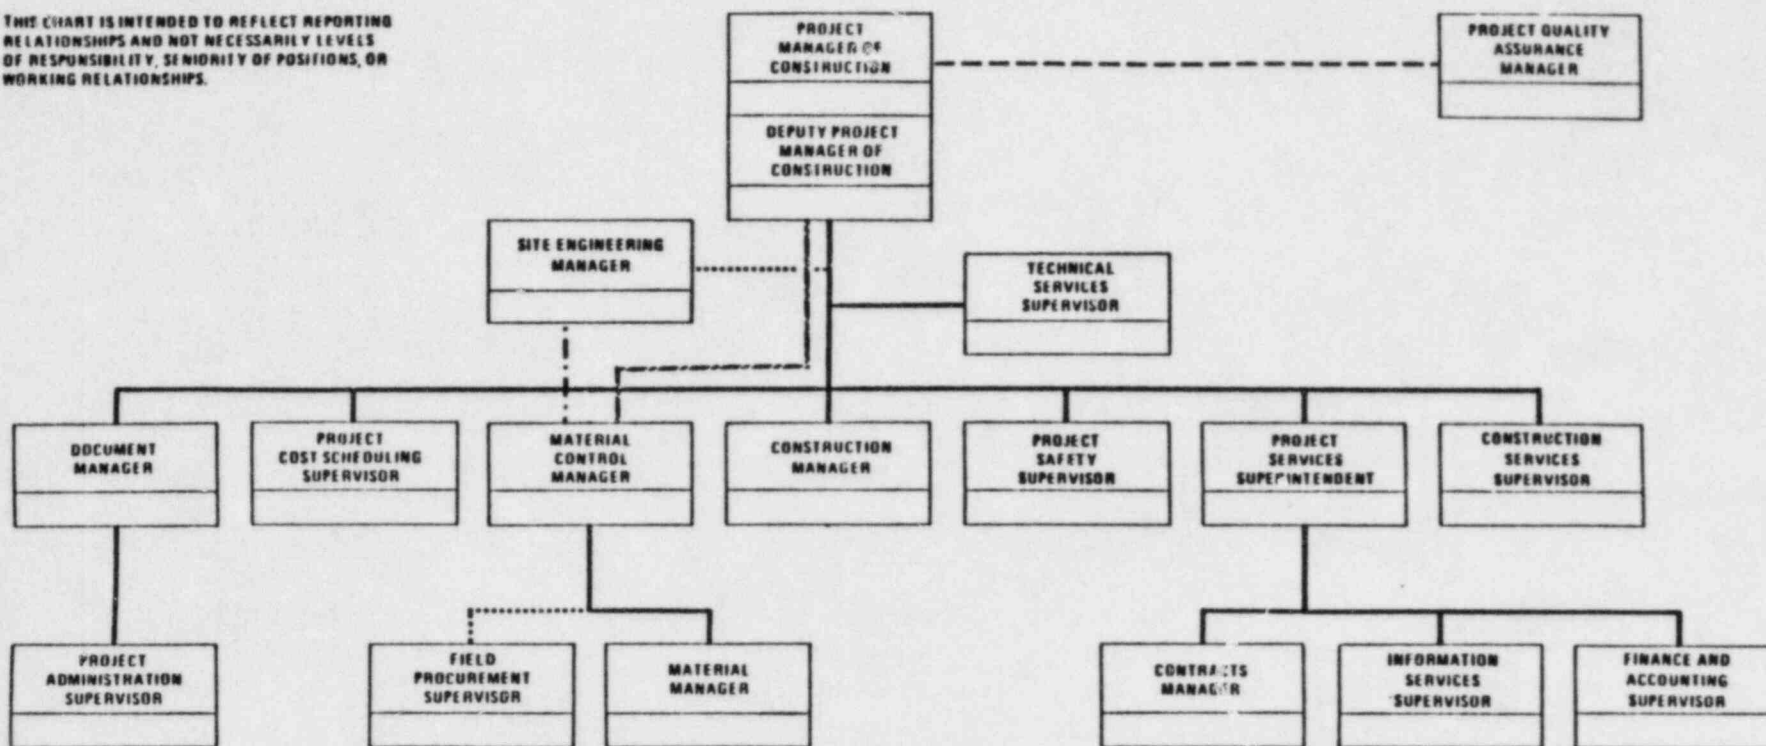 THIS CHART IS INTENDED TO REFLECT REPORTING
RELATIONSHIPS AND NOT NECESSARILY LEVELS
OF RESPONSIBILITY, SENIORITY OF POSITIONS, OR
WORKING RELATIONSHIPS.
PROJECT
MANAGER OF
CONSTRUCTION
DEPUTY PROJECT
MANAGER OF
CONSTRUCTION
PROJECT QUALITY
ASSURANCE
MANAGER
SITE ENGINEERING
MANAGER
TECHNICAL
SERVICES
SUPERVISOR
DOCUMENT
MANAGER
PROJECT
COST SCHEDULING
SUPERVISOR
MATERIAL
CONTROL
MANAGER
CONSTRUCTION
MANAGER
PROJECT
SAFETY
SUPERVISOR
PROJECT
SERVICES
SUPERINTENDENT
CONSTRUCTION
SERVICES
SUPERVISOR
PROJECT
ADMINISTRATION
SUPERVISOR
FIELD
PROCUREMENT
SUPERVISOR
MATERIAL
MANAGER
CONTRACTS
MANAGER
INFORMATION
SERVICES
SUPERVISOR
FINANCE AND
ACCOUNTING
SUPERVISOR